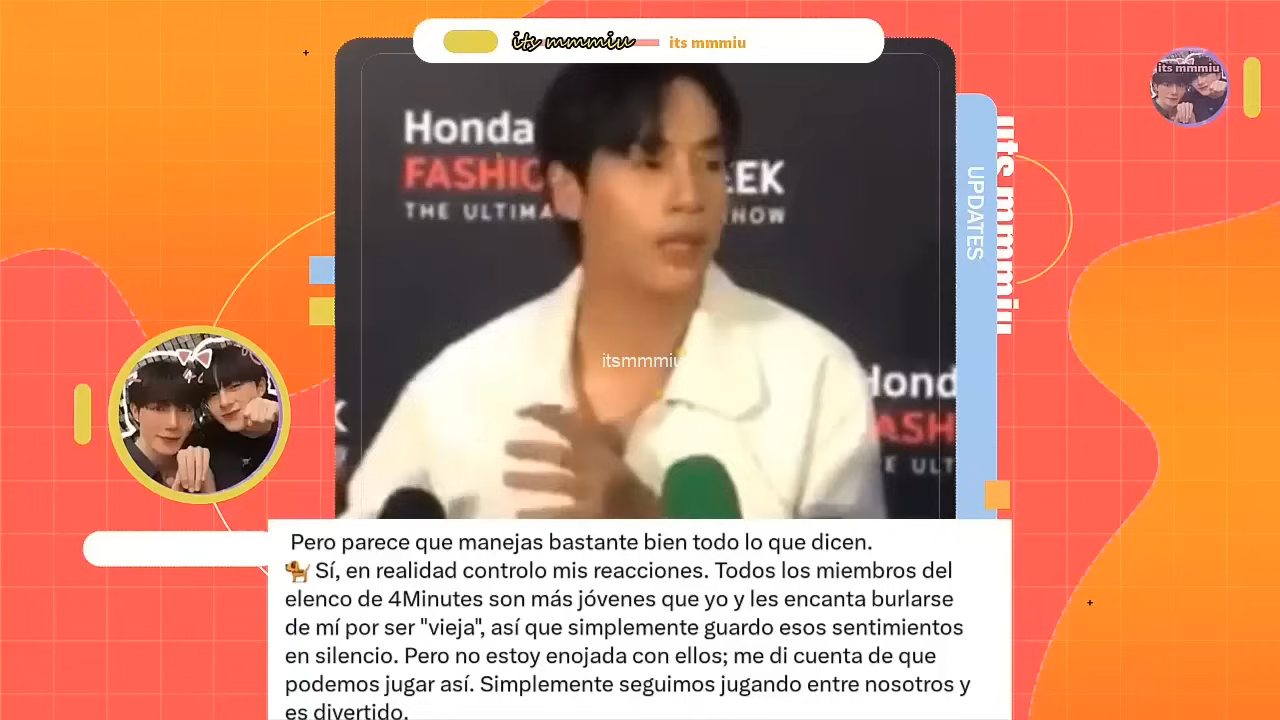 its mmmiu
its mmmiu
its mmmiu
Honda
FASHIO
EEK
THE ULTIMA
HOW
itsmmmiu
UPDATES
its mmmiu
Hond
ASH
E ULT
K
Pero parece que manejas bastante bien todo lo que dicen.
🐕 Sí, en realidad controlo mis reacciones. Todos los miembros del
elenco de 4Minutes son más jóvenes que yo y les encanta burlarse
de mí por ser "vieja", así que simplemente guardo esos sentimientos
en silencio. Pero no estoy enojada con ellos; me di cuenta de que
podemos jugar así. Simplemente seguimos jugando entre nosotros y
es divertido.